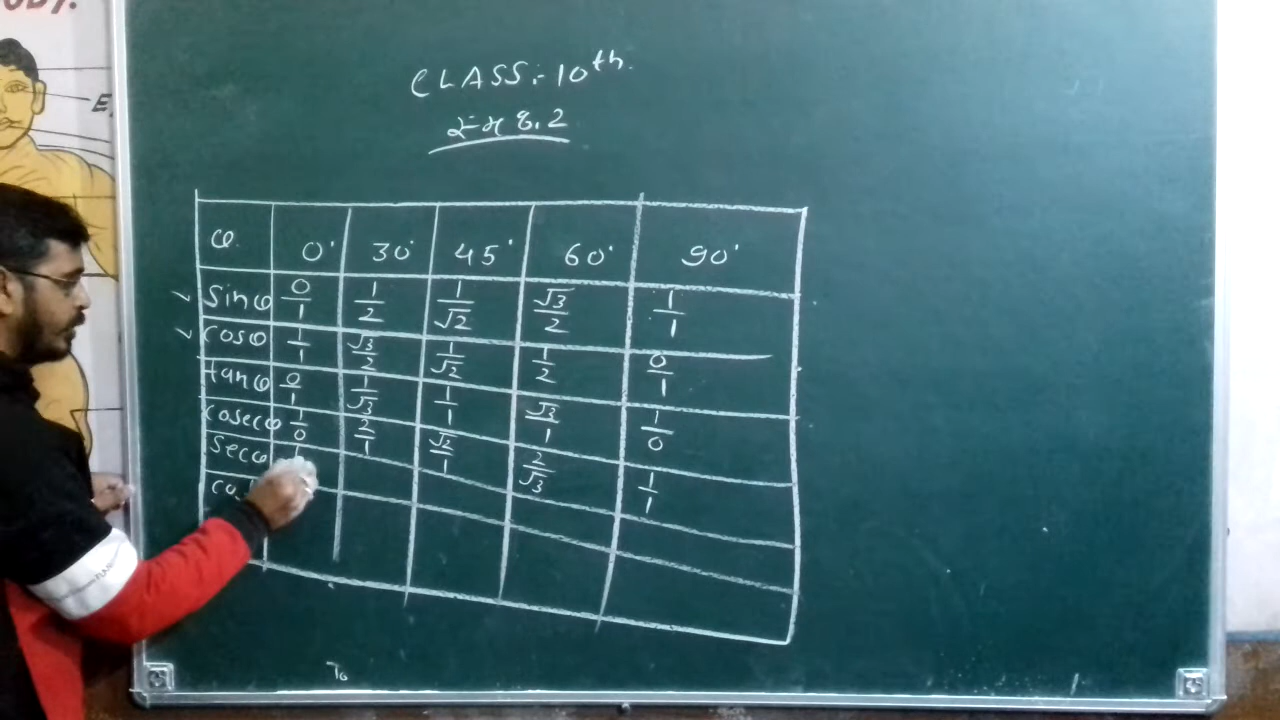 CLASS:- 10th.
Ex 8.2
θ 0° 30° 45° 60° 90°
sinθ 0/1 1/2 1/√2 √3/2 1/1
cosθ 1/1 √3/2 1/√2 1/2 0/1
tanθ 0/1 1/√3 1/1 √3/1 1/0
cosecθ 1/0 2/1 √2/1 2/√3 1/1
secθ
To